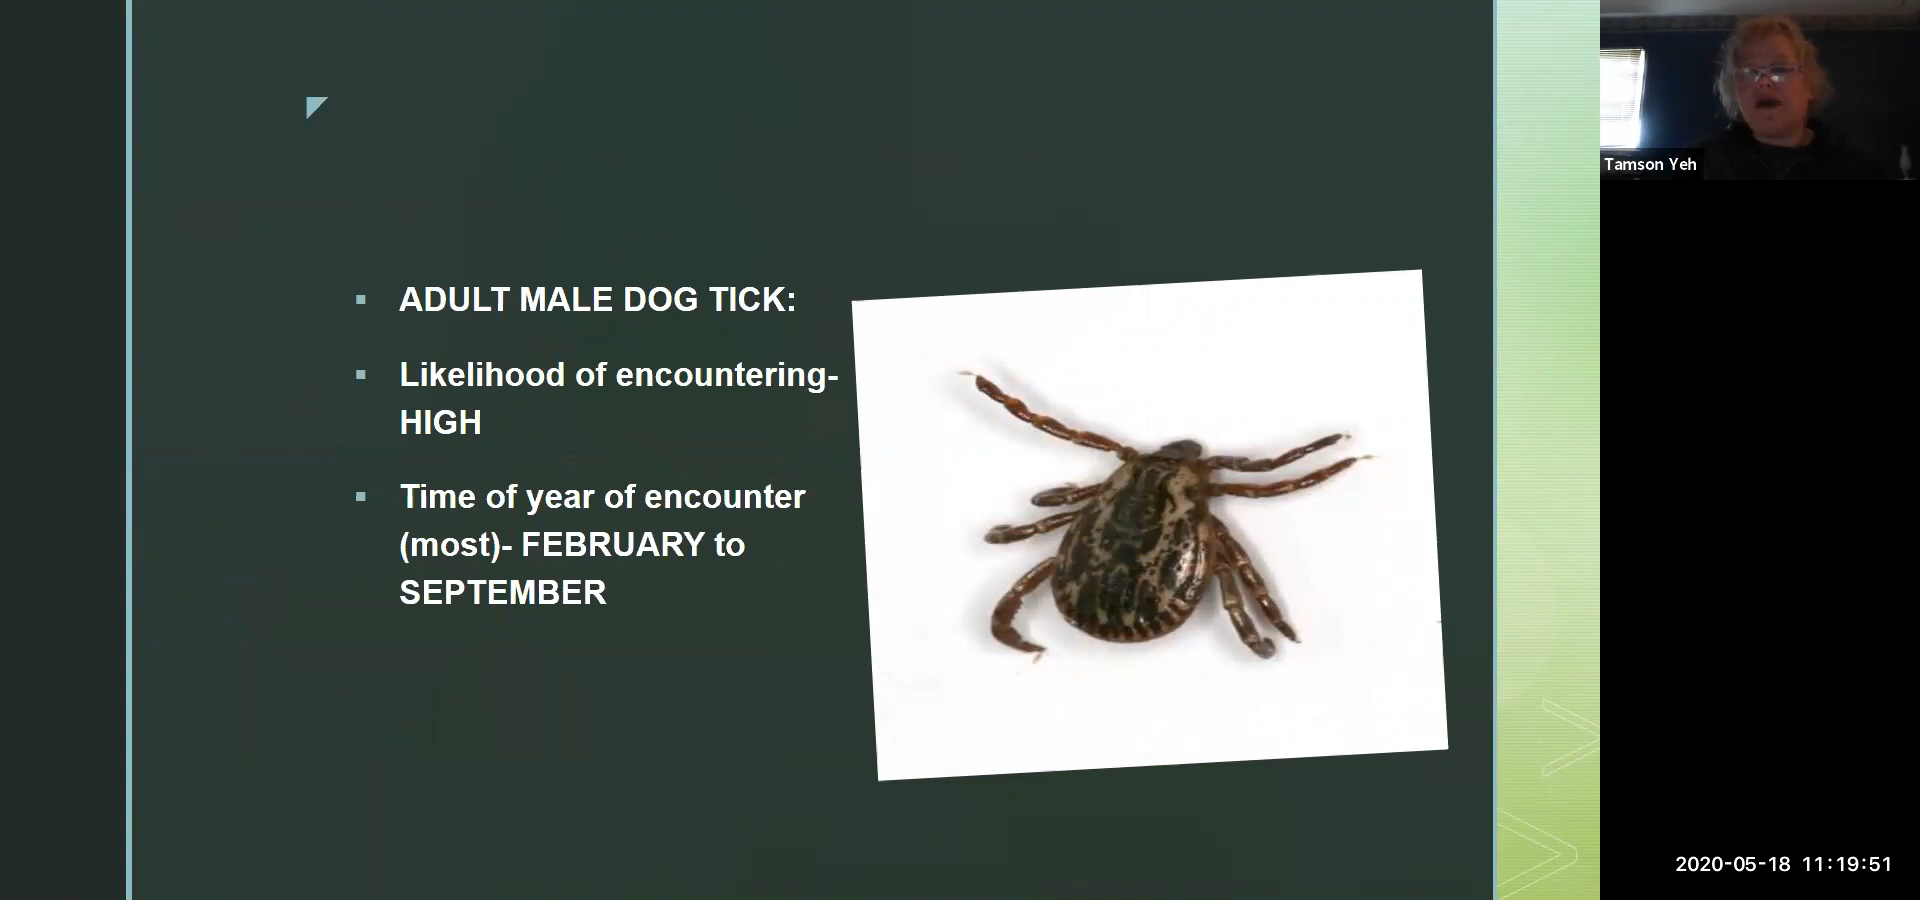 ADULT MALE DOG TICK:
Likelihood of encountering-
HIGH
Time of year of encounter
(most)- FEBRUARY to
SEPTEMBER
Tamson Yeh
2020-05-18 11:19:51